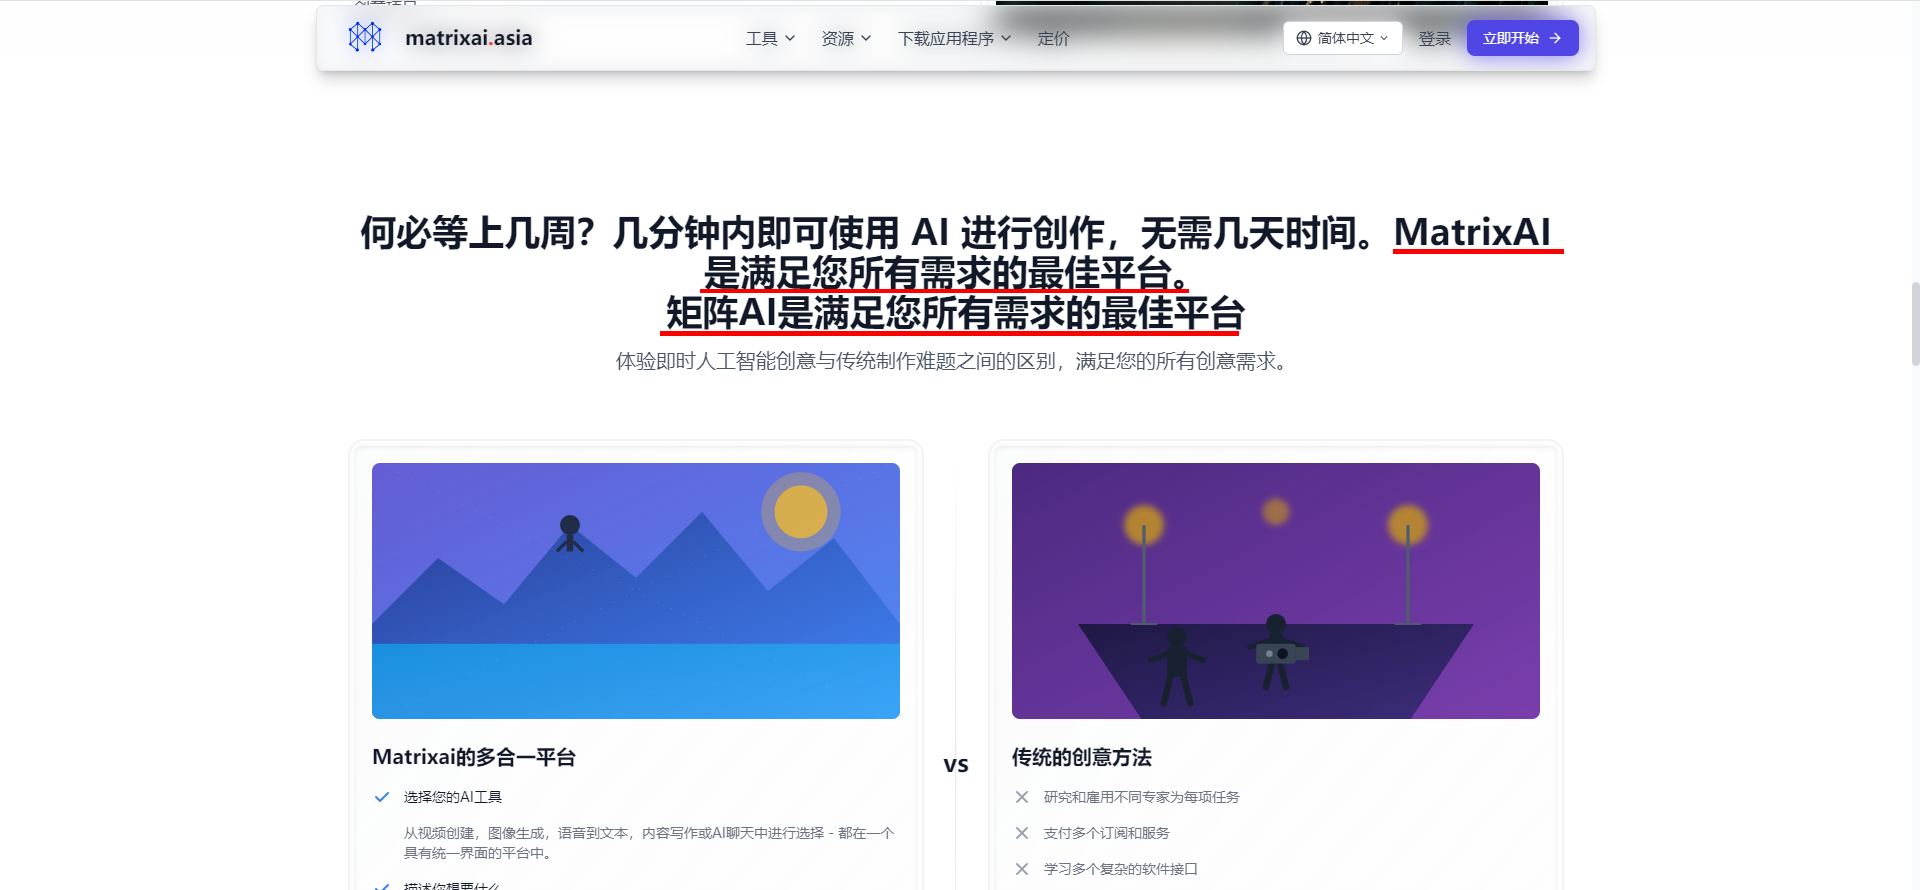 matrixai.asia
工具
资源
下载应用程序
定价
简体中文
登录
立即开始
何必等上几周？几分钟内即可使用 AI 进行创作，无需几天时间。MatrixAI
是满足您所有需求的最佳平台。
矩阵AI是满足您所有需求的最佳平台
体验即时人工智能创意与传统制作难题之间的区别，满足您的所有创意需求。
Matrixai的多合一平台
选择您的AI工具
从视频创建，图像生成，语音到文本，内容写作或AI聊天中进行选择 - 都在一个
具有统一界面的平台中。
描述你想要什么
vs
传统的创意方法
研究和雇用不同专家为每项任务
支付多个订阅和服务
学习多个复杂的软件接口